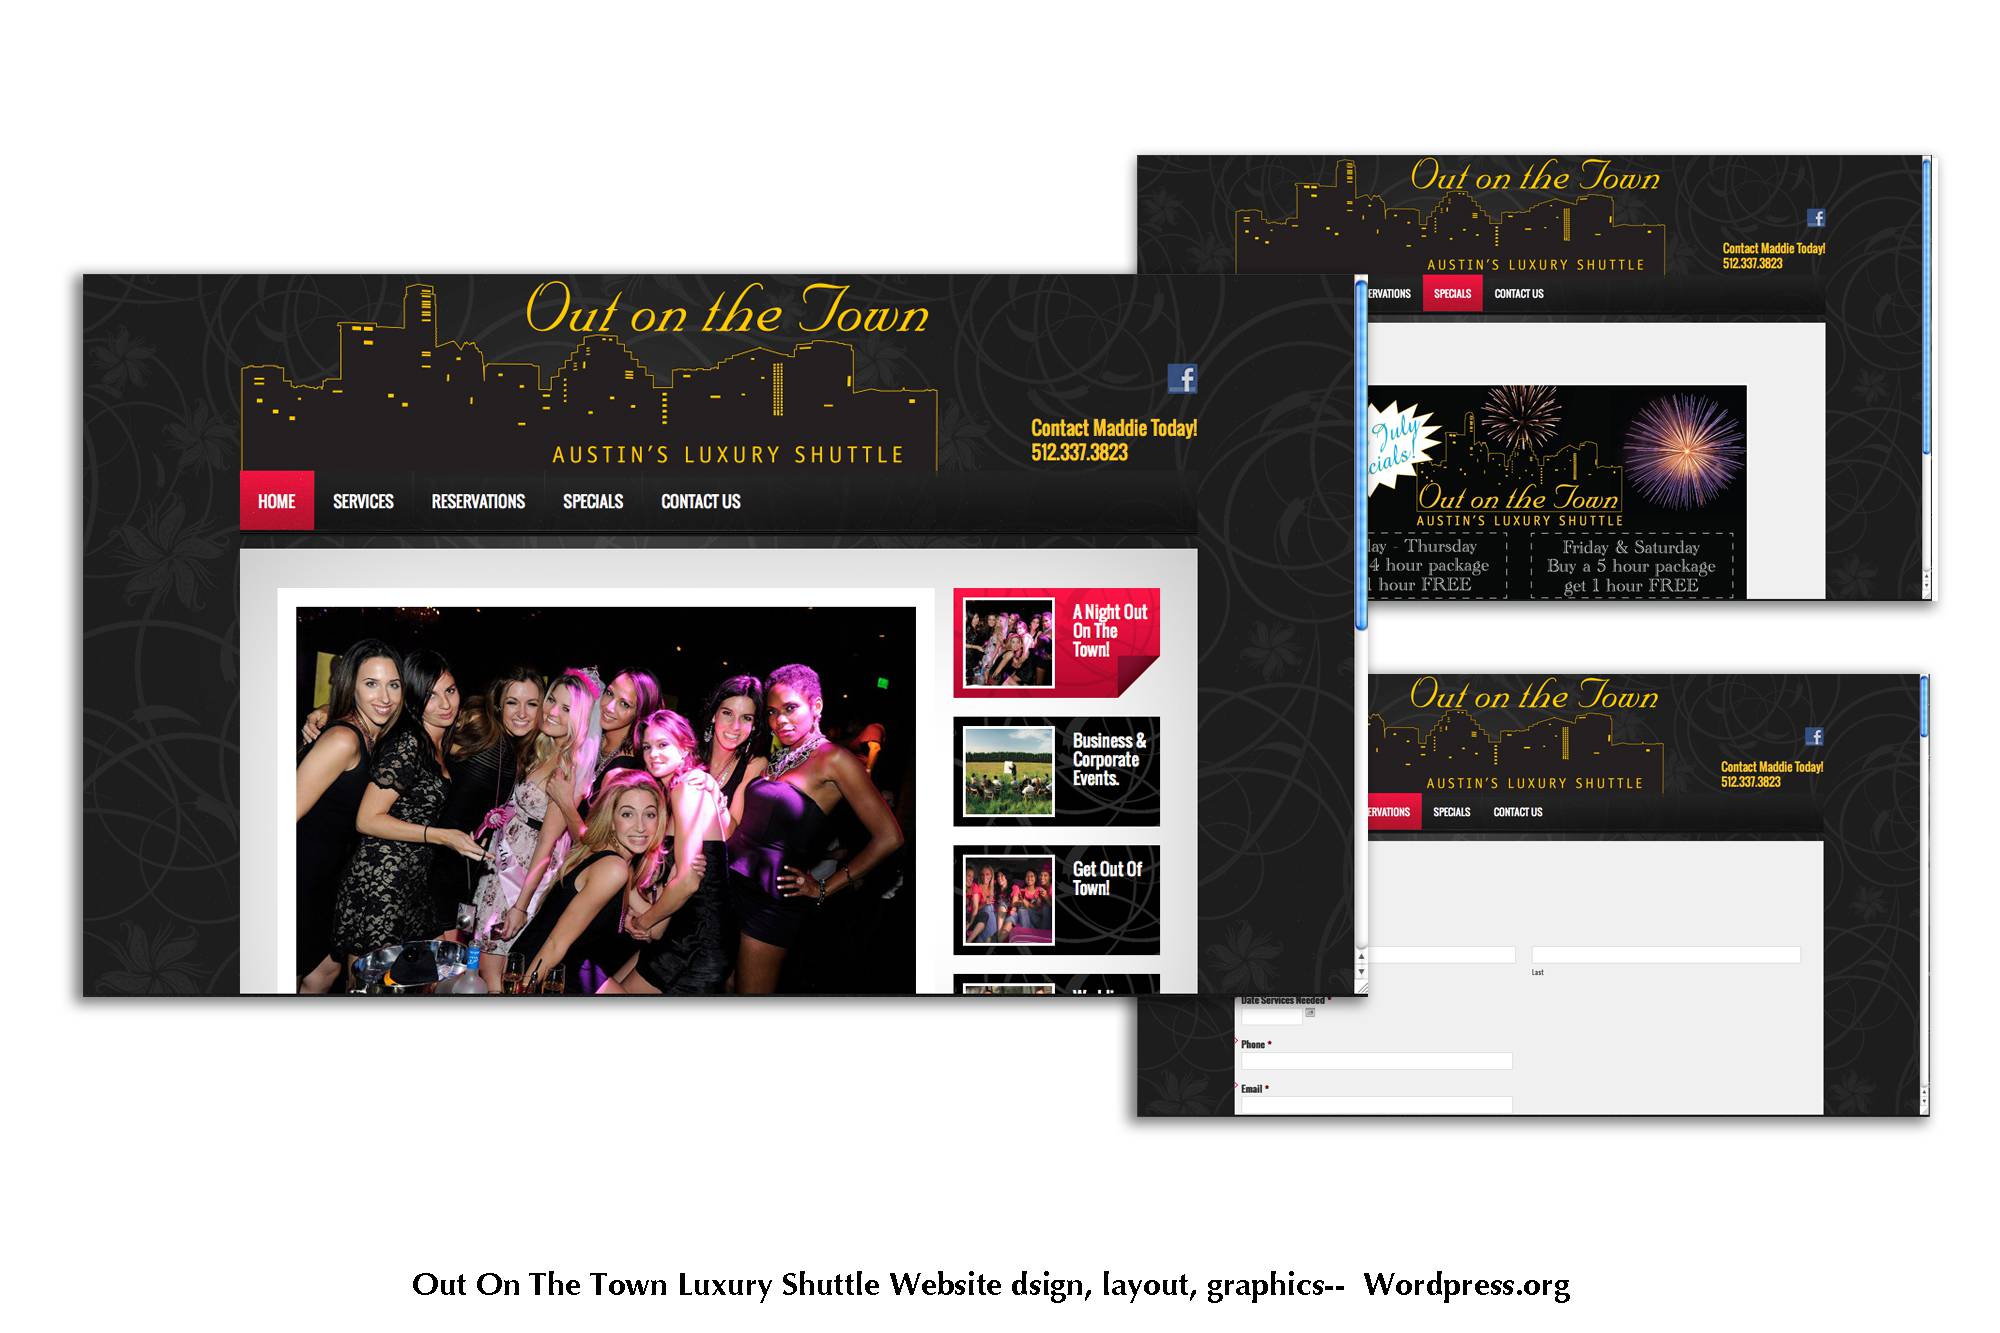 Out on the Town
AUSTIN'S LUXURY SHUTTLE
Contact Maddie Today!
512.337.3823
HOME SERVICES RESERVATIONS SPECIALS CONTACT US
A Night Out
On The
Town!
Business &
Corporate
Events.
Get Out Of
Town!
Out on the Town
AUSTIN'S LUXURY SHUTTLE
Contact Maddie Today!
512.337.3823
ERVATIONS SPECIALS CONTACT US
July
cials!
Out on the Town
AUSTIN'S LUXURY SHUTTLE
lay - Thursday
4 hour package
1 hour FREE
Friday & Saturday
Buy a 5 hour package
get 1 hour FREE
Out on the Town
AUSTIN'S LUXURY SHUTTLE
Contact Maddie Today!
512.337.3823
ERVATIONS SPECIALS CONTACT US
Last
Date Services Needed *
Phone *
Email *
Out On The Town Luxury Shuttle Website dsign, layout, graphics-- Wordpress.org